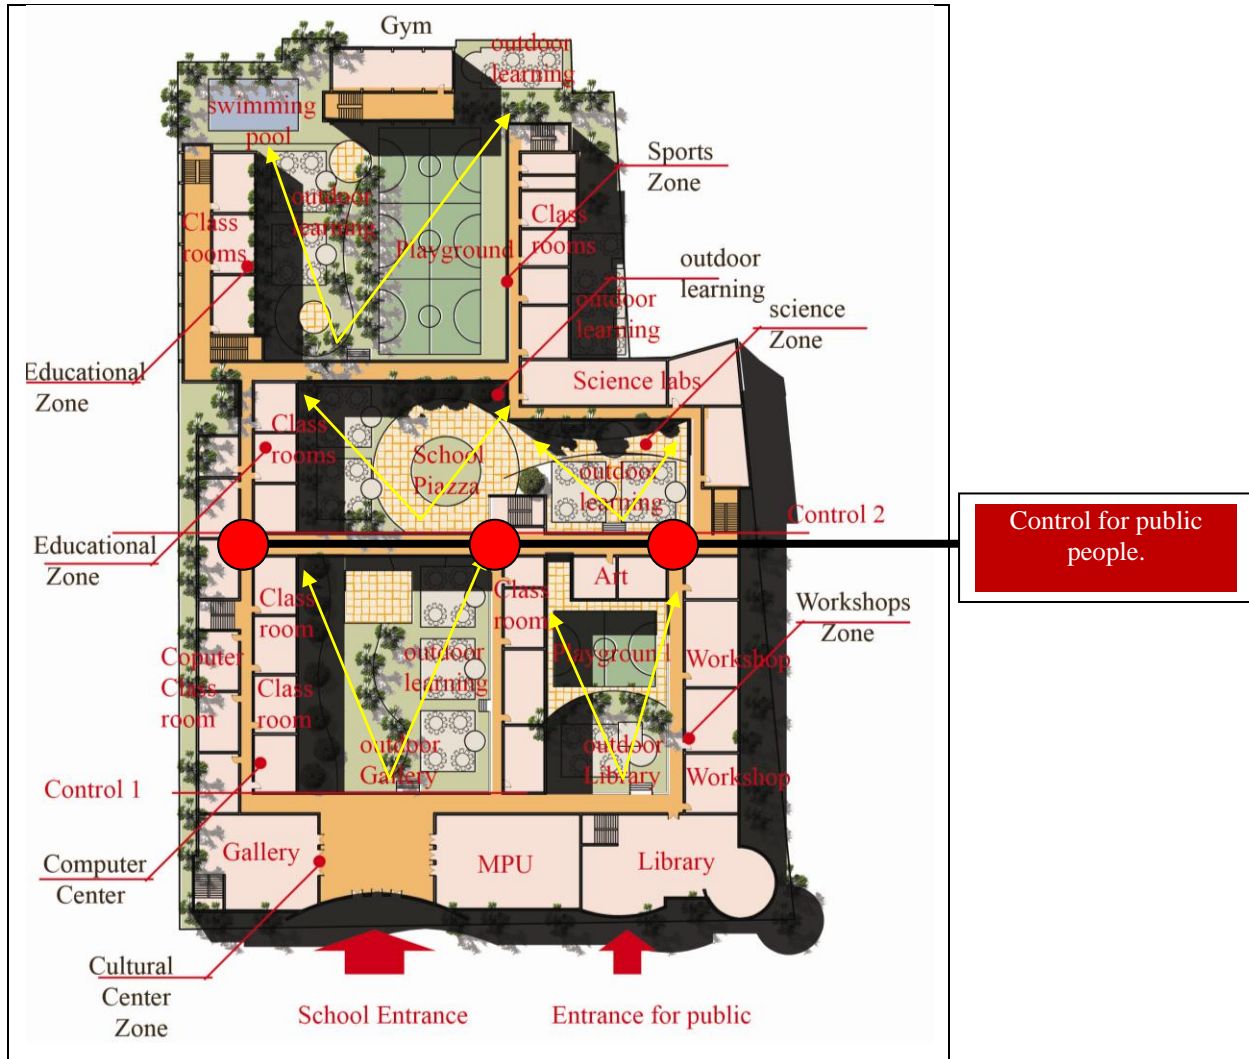 Gym
outdoor
learning
swimming
pool
Sports
Zone
outdoor
learning
Class
rooms
Playground
Class
rooms
outdoor
learning
outdoor
learning
science
Zone
Educational
Zone
Science labs
Class
rooms
School
Piazza
outdoor
learning
Control 2
Control for public
people.
Educational
Zone
Class
room
Class
room
Art
Workshops
Zone
Coputer
Class
room
Class
room
outdoor
learning
Playground
Workshop
outdoor
Gallery
outdoor
Library
Workshop
Control 1
Gallery
MPU
Library
Computer
Center
Cultural
Center
Zone
School Entrance
Entrance for public